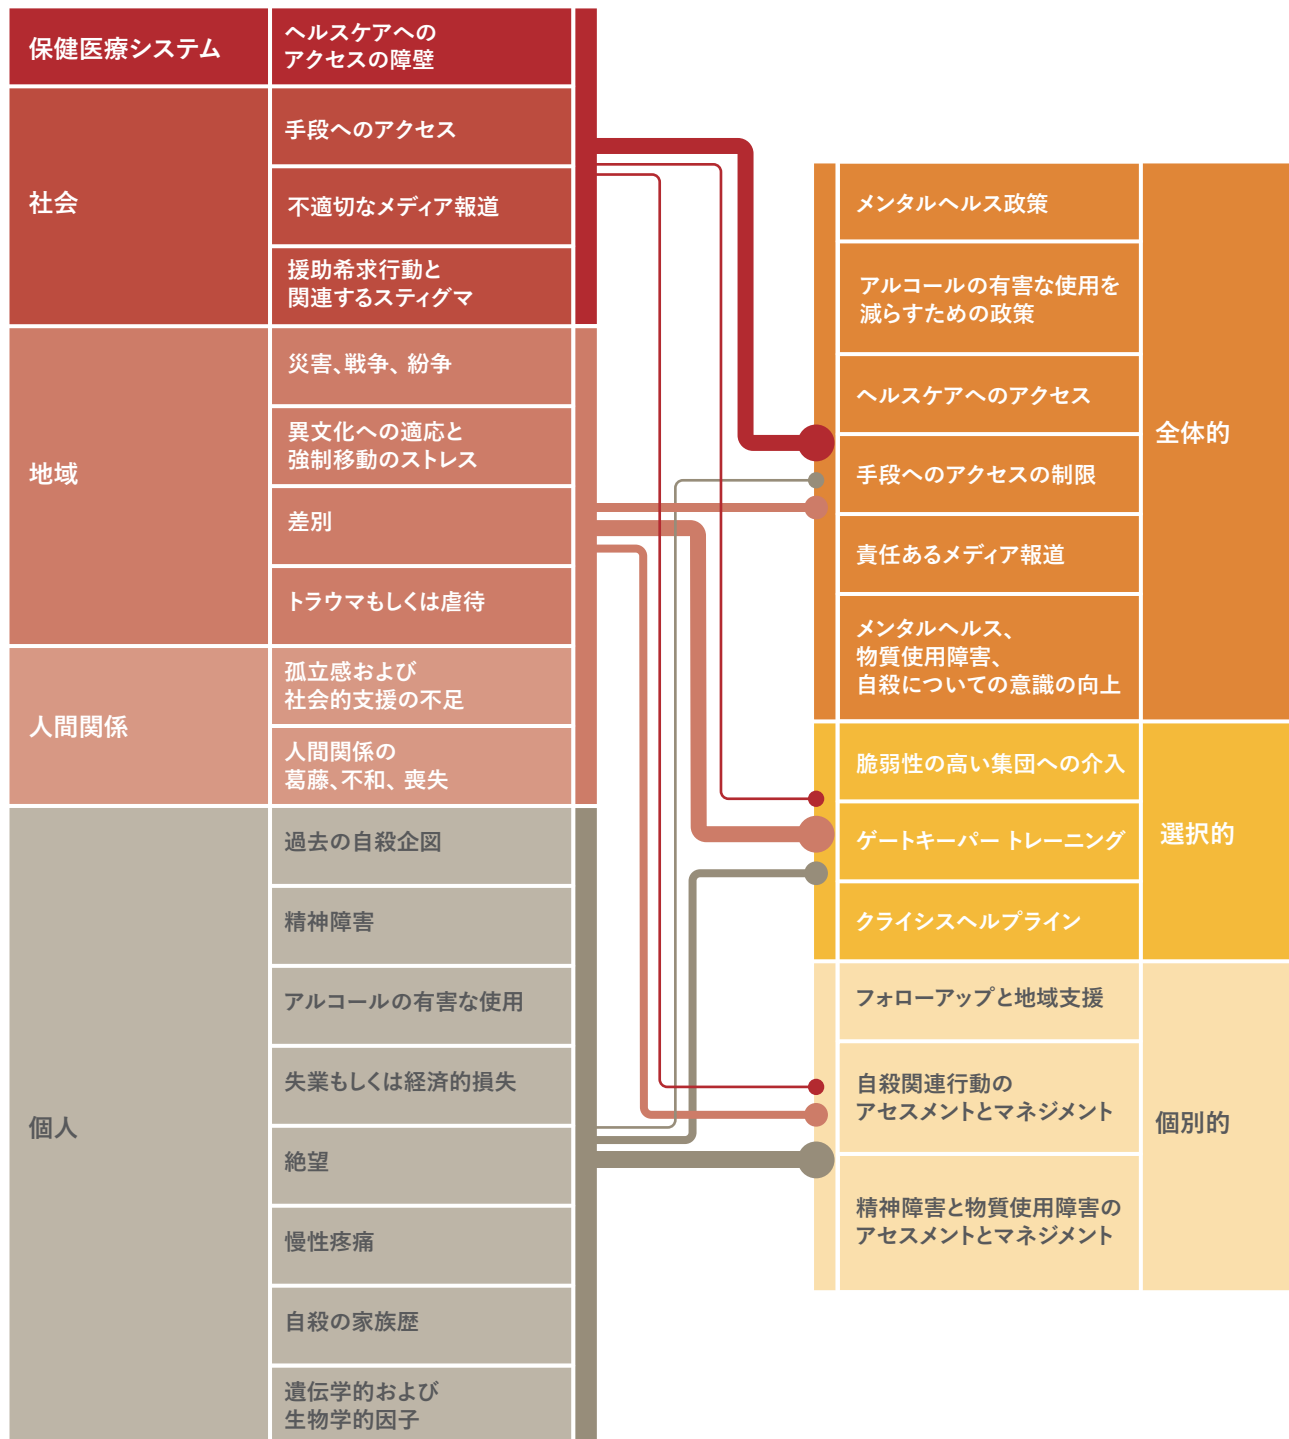 保健医療システム
ヘルスケアへの
アクセスの障壁
社会
手段へのアクセス
不適切なメディア報道
援助希求行動と
関連するスティグマ
地域
災害、戦争、紛争
異文化への適応と
強制移動のストレス
差別
トラウマもしくは虐待
人間関係
孤立感および
社会的支援の不足
人間関係の
葛藤、不和、喪失
個人
過去の自殺企図
精神障害
アルコールの有害な使用
失業もしくは経済的損失
絶望
慢性疼痛
自殺の家族歴
遺伝学的および
生物学的因子
メンタルヘルス政策
アルコールの有害な使用を
減らすための政策
ヘルスケアへのアクセス
手段へのアクセスの制限
責任あるメディア報道
メンタルヘルス、
物質使用障害、
自殺についての意識の向上
全体的
脆弱性の高い集団への介入
ゲートキーパー トレーニング
クライシスヘルプライン
選択的
フォローアップと地域支援
自殺関連行動の
アセスメントとマネジメント
精神障害と物質使用障害の
アセスメントとマネジメント
個別的